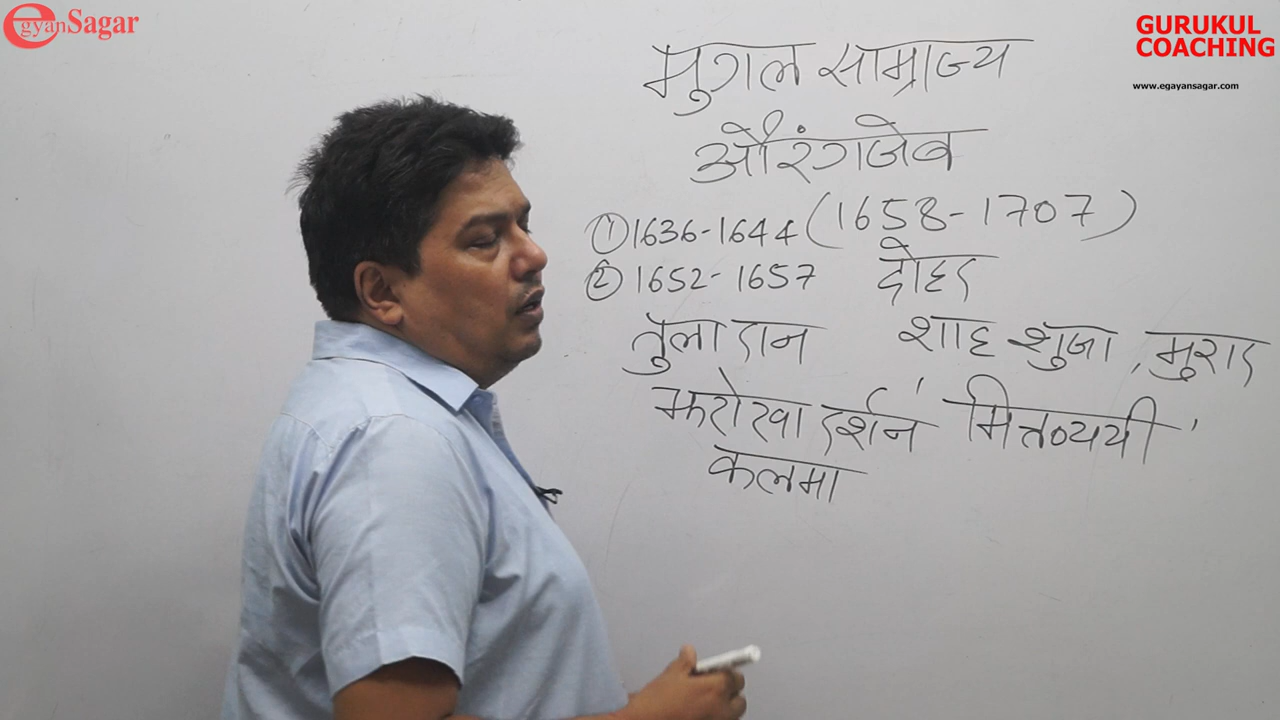 egyanSagar
GURUKUL
COACHING
www.egayansagar.com
मुगल साम्राज्य
औरंगजेब
(1658-1707)
① 1636-1644
② 1652-1657 दोहद
तुलादान शाह शुजा, मुराद
झरोखा दर्शन 'मितव्ययी'
कलमा